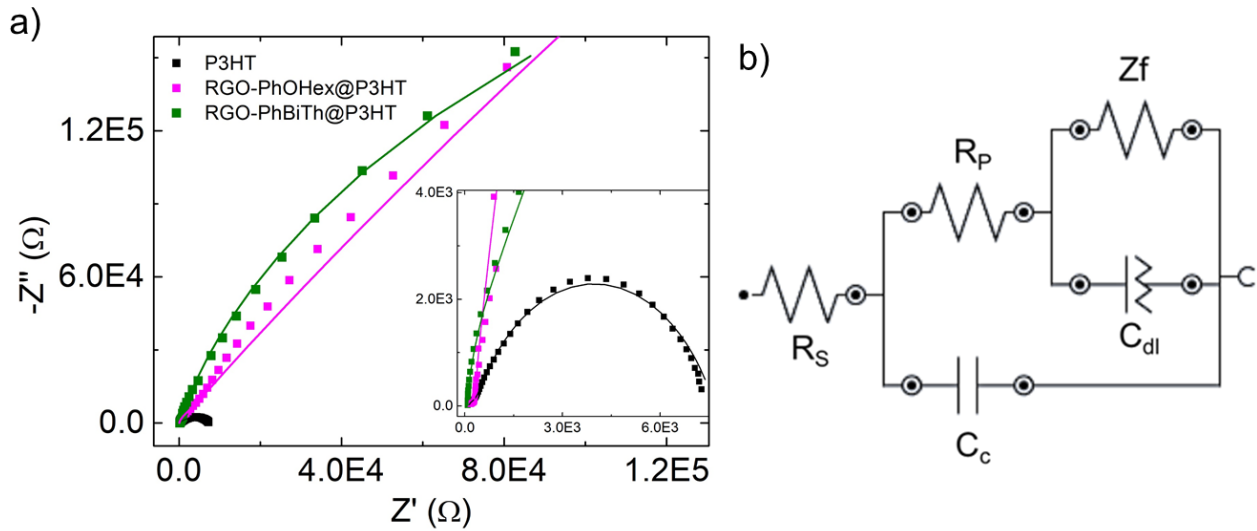 a)
P3HT
RGO-PhOHex@P3HT
RGO-PhBiTh@P3HT
1.2E5
6.0E4
0.0
-Z'' (Ω)
4.0E3
2.0E3
0.0
0.0
3.0E3
6.0E3
0.0
4.0E4
8.0E4
1.2E5
Z' (Ω)
b)
Zf
RP
Cdl
RS
Cc